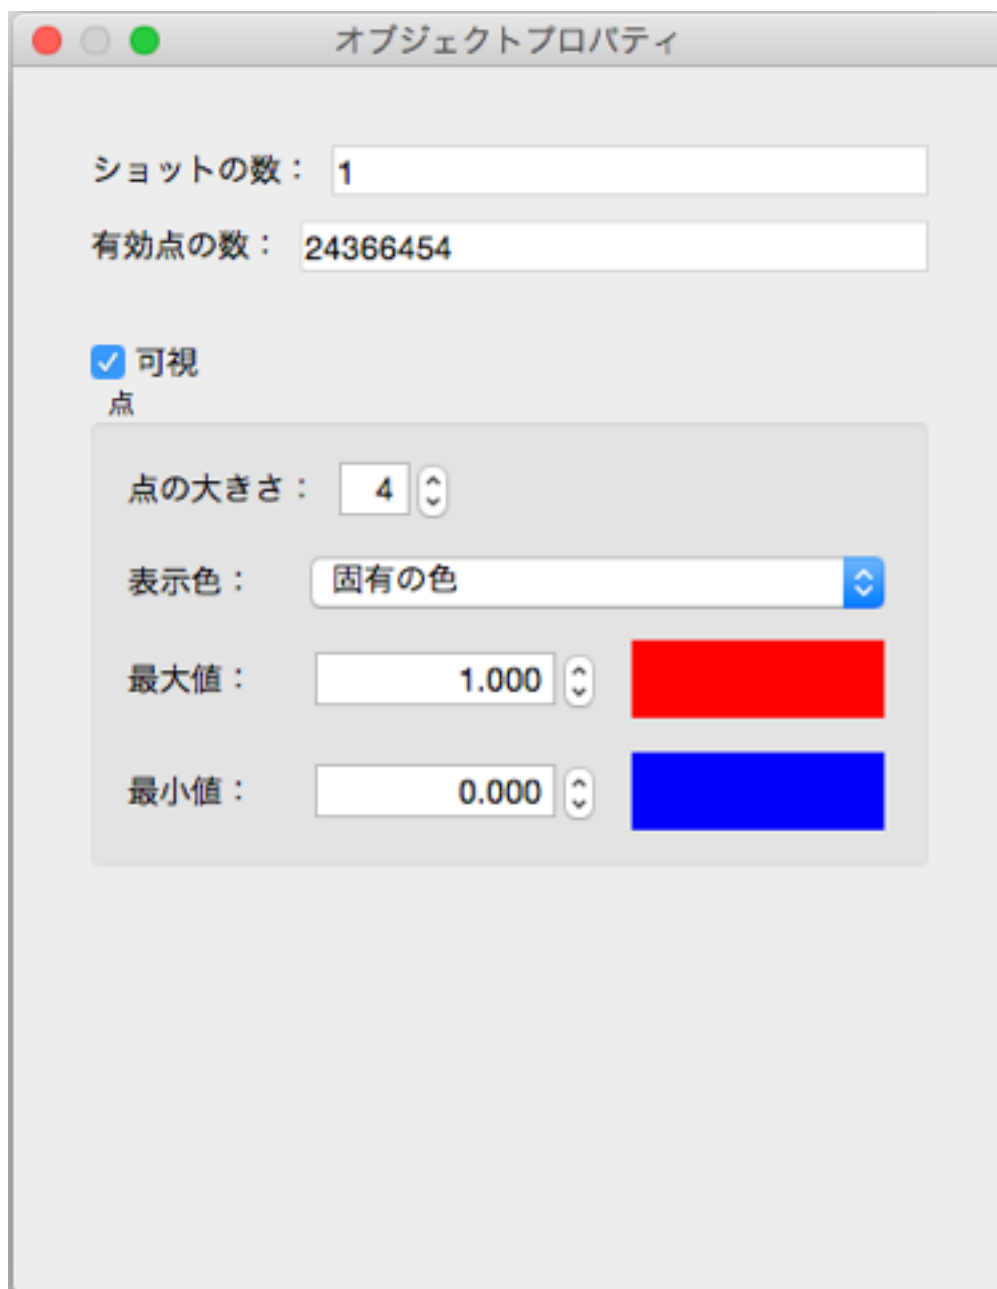 オブジェクトプロパティ
ショットの数： 1
有効点の数： 24366454
可視
点
点の大きさ： 4
表示色： 固有の色
最大値： 1.000
最小値： 0.000